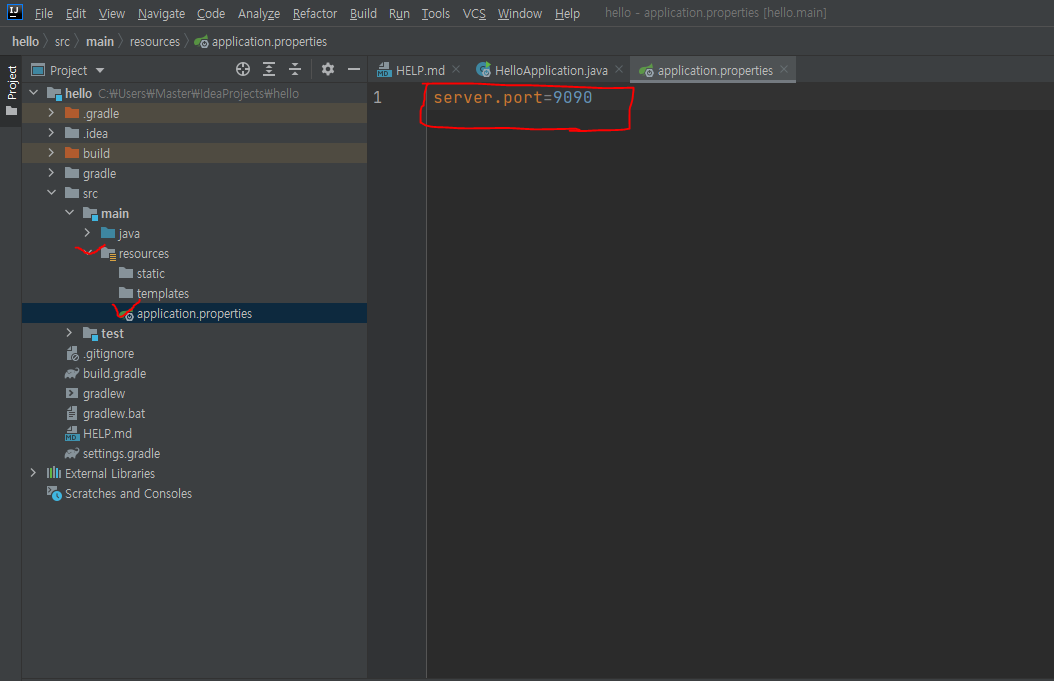 IJ File Edit View Navigate Code Analyze Refactor Build Run Tools VCS Window Help hello - application.properties [hello.main]
hello src main resources application.properties
Project
Project
HELP.md HelloApplication.java application.properties
hello C:₩Users₩Master₩IdeaProjects₩hello
.gradle
.idea
build
gradle
src
main
java
resources
static
templates
application.properties
test
.gitignore
build.gradle
gradlew
gradlew.bat
HELP.md
settings.gradle
External Libraries
Scratches and Consoles
1 server.port=9090